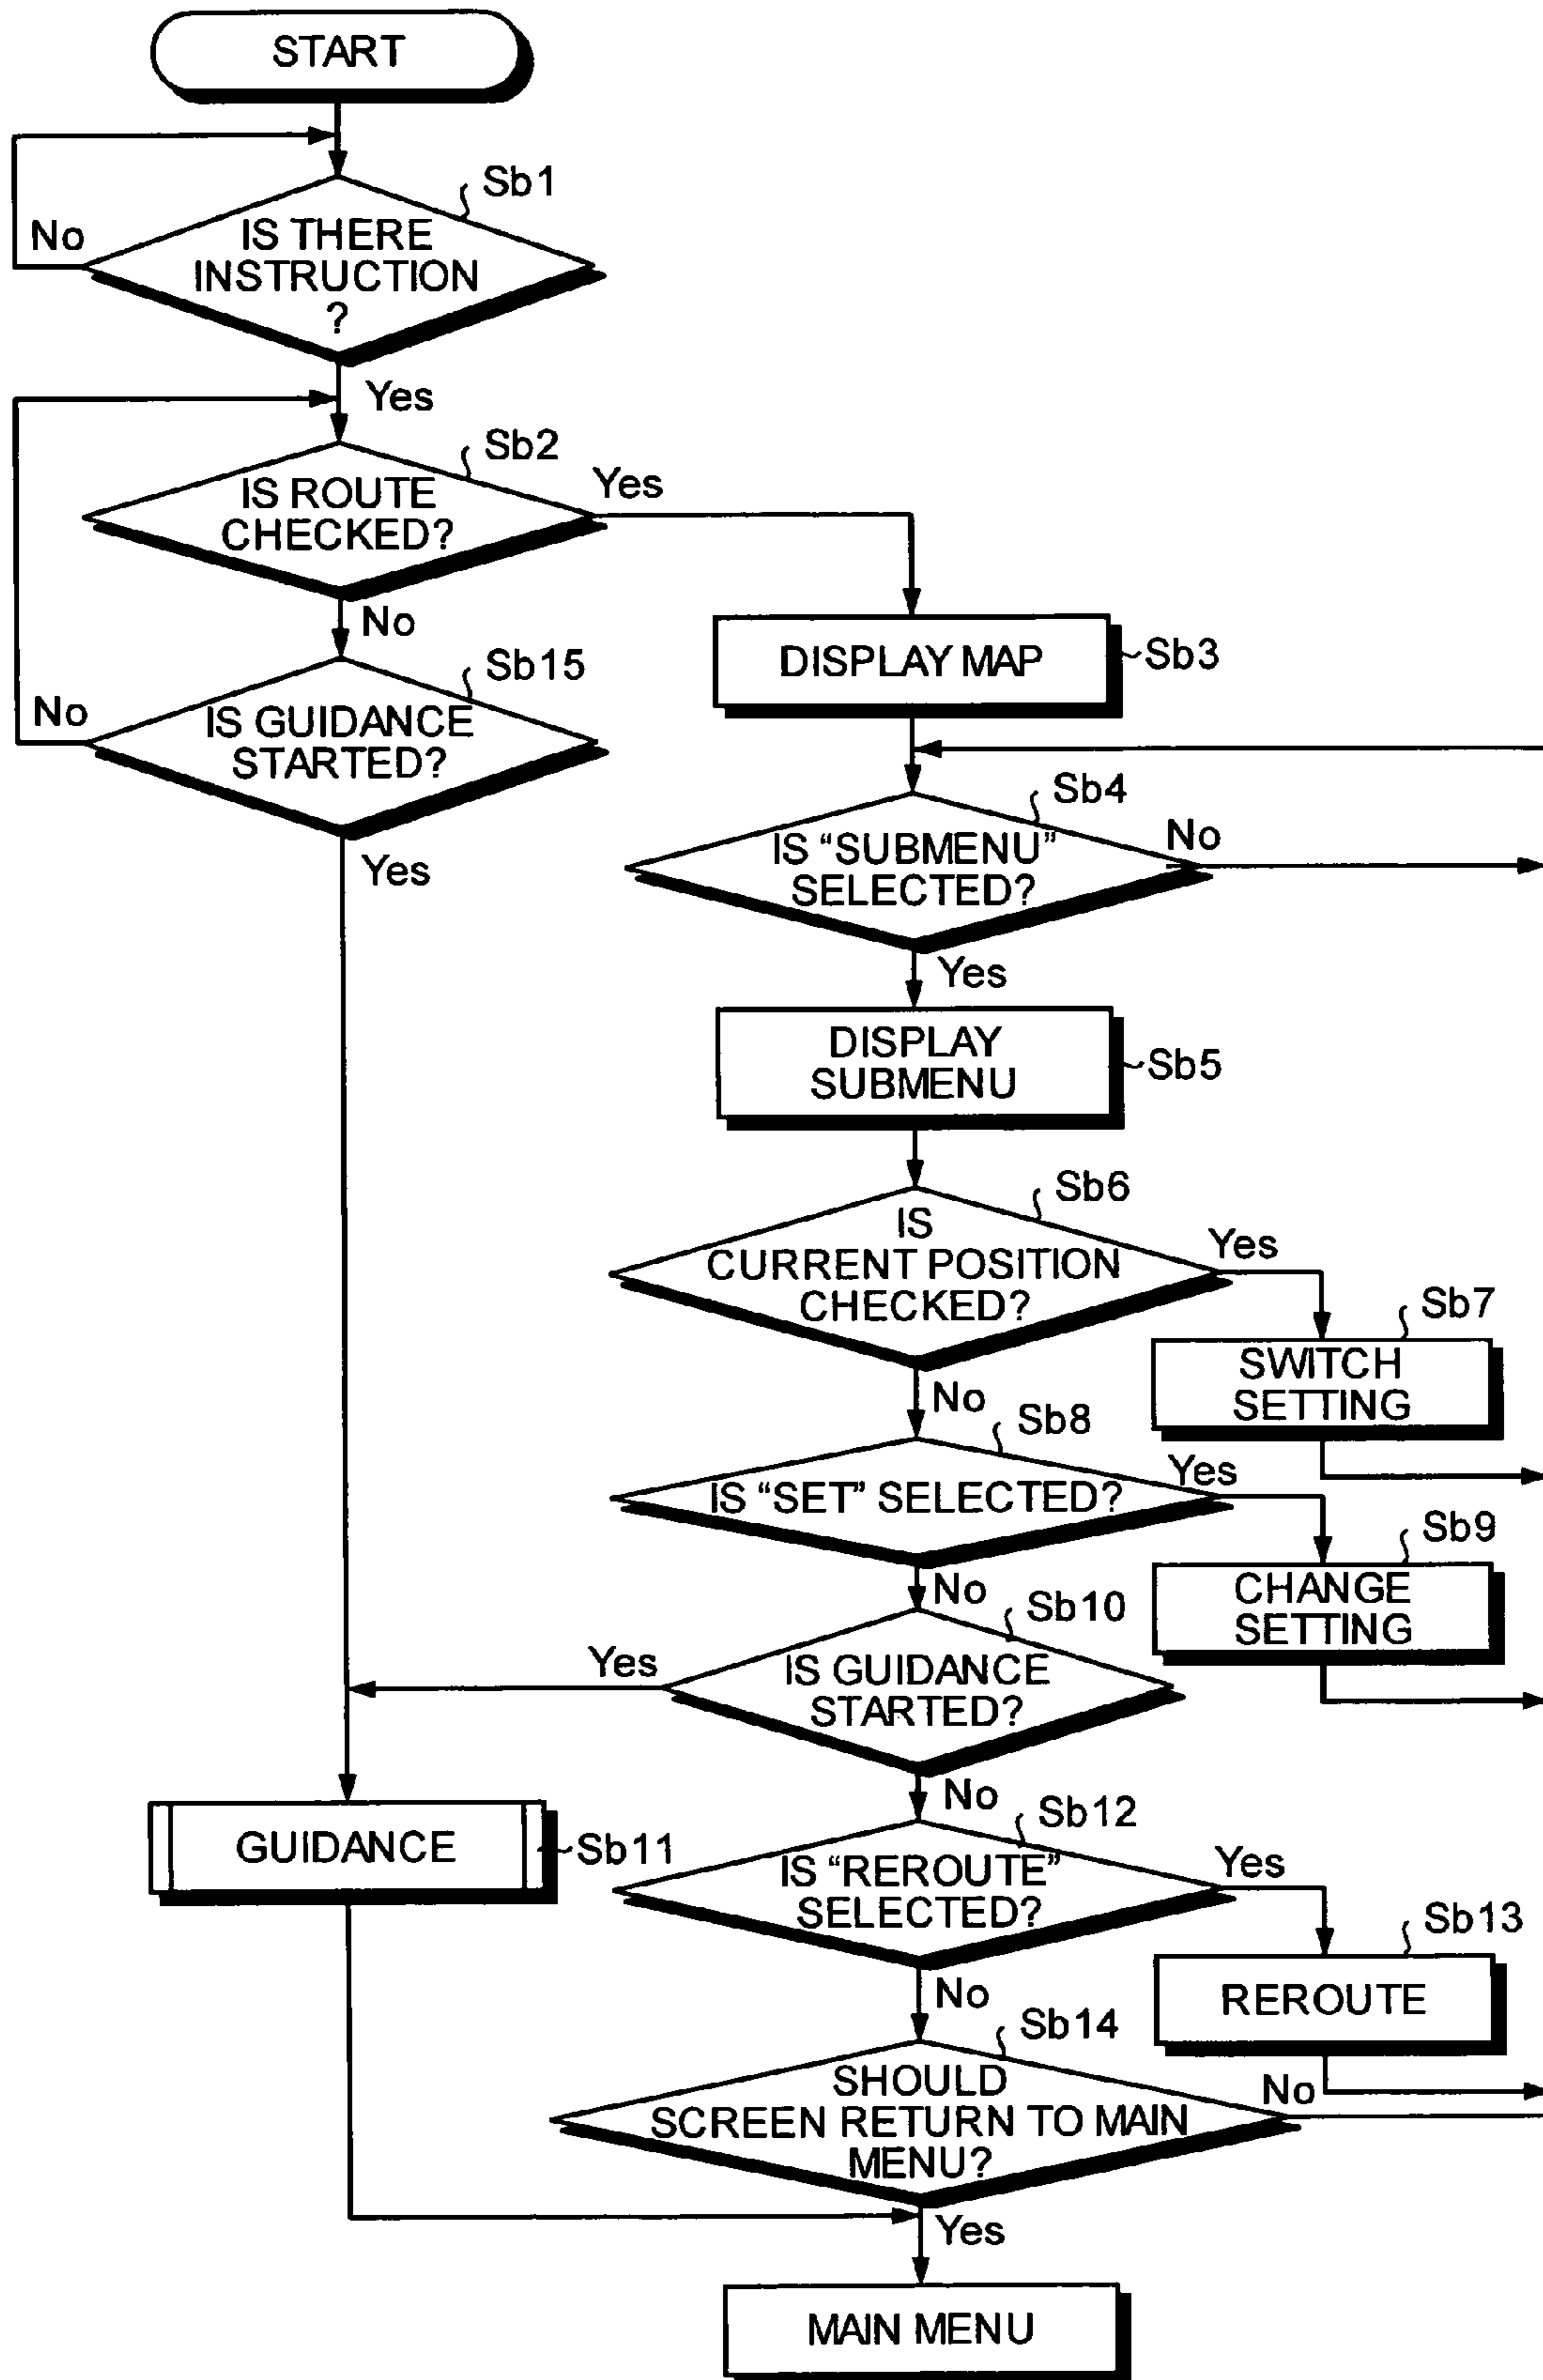 START
Sb1
No
IS THERE
INSTRUCTION
?
Yes
Sb2
IS ROUTE
CHECKED?
Yes
No
DISPLAY MAP
Sb3
Sb15
No
IS GUIDANCE
STARTED?
Yes
Sb4
IS “SUBMENU”
SELECTED?
No
Yes
DISPLAY
SUBMENU
Sb5
Sb6
IS
CURRENT POSITION
CHECKED?
Yes
Sb7
SWITCH
SETTING
No
Sb8
IS “SET” SELECTED?
Yes
Sb9
CHANGE
SETTING
No
Sb10
IS GUIDANCE
STARTED?
Yes
No
GUIDANCE
Sb11
Sb12
IS “REROUTE”
SELECTED?
Yes
Sb13
REROUTE
No
Sb14
SHOULD
SCREEN RETURN TO MAIN
MENU?
No
Yes
MAIN MENU